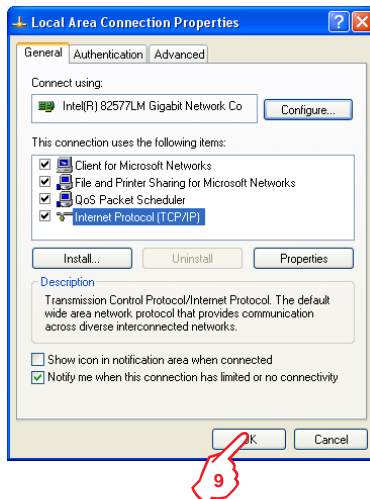 Local Area Connection Properties
General Authentication Advanced
Connect using:
Intel(R) 82577LM Gigabit Network Co Configure...
This connection uses the following items:
Client for Microsoft Networks
File and Printer Sharing for Microsoft Networks
QoS Packet Scheduler
Internet Protocol (TCP/IP)
Install... Uninstall Properties
Description
Transmission Control Protocol/Internet Protocol. The default
wide area network protocol that provides communication
across diverse interconnected networks.
Show icon in notification area when connected
Notify me when this connection has limited or no connectivity
OK Cancel
9